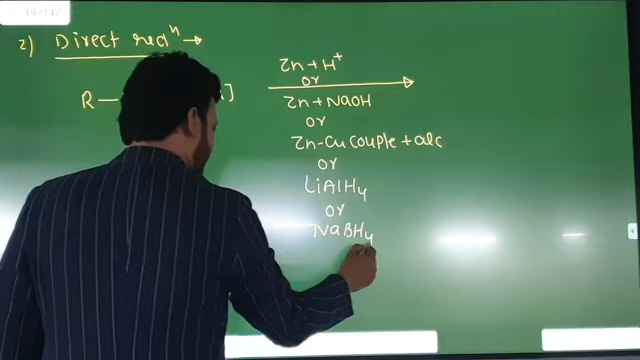 2) Direct redⁿ →
R — ]
Zn + H⁺
or
Zn + NaOH
or
Zn-Cu Couple + alc
or
LiAlH₄
or
NaBH₄